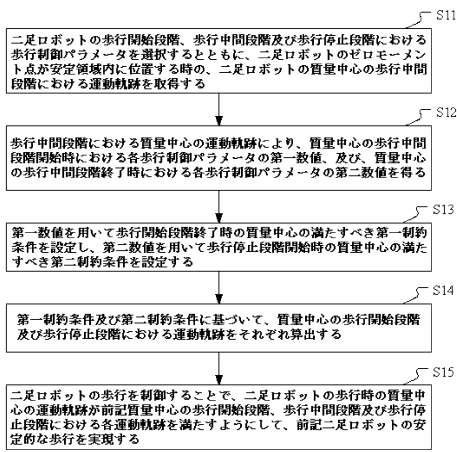 S11
二足ロボットの歩行開始段階、歩行中間段階及び歩行停止段階における
歩行制御パラメータを選択するとともに、二足ロボットのゼロモーメント
点が安定領域内に位置する時の、二足ロボットの質量中心の歩行中間
段階における運動軌跡を取得する
S12
歩行中間段階における質量中心の運動軌跡により、質量中心の歩行中間
段階開始時における各歩行制御パラメータの第一数値、及び、質量中心
の歩行中間段階終了時における各歩行制御パラメータの第二数値を得る
S13
第一数値を用いて歩行開始段階終了時の質量中心の満たすべき第一制約
条件を設定し、第二数値を用いて歩行停止段階開始時の質量中心の満た
すべき第二制約条件を設定する
S14
第一制約条件及び第二制約条件に基づいて、質量中心の歩行開始段階
及び歩行停止段階における運動軌跡をそれぞれ算出する
S15
二足ロボットの歩行を制御することで、二足ロボットの歩行時の質量中
心の運動軌跡が前記質量中心の歩行開始段階、歩行中間段階及び歩行停
止段階における各運動軌跡を満たすようにして、前記二足ロボットの安
定的な歩行を実現する